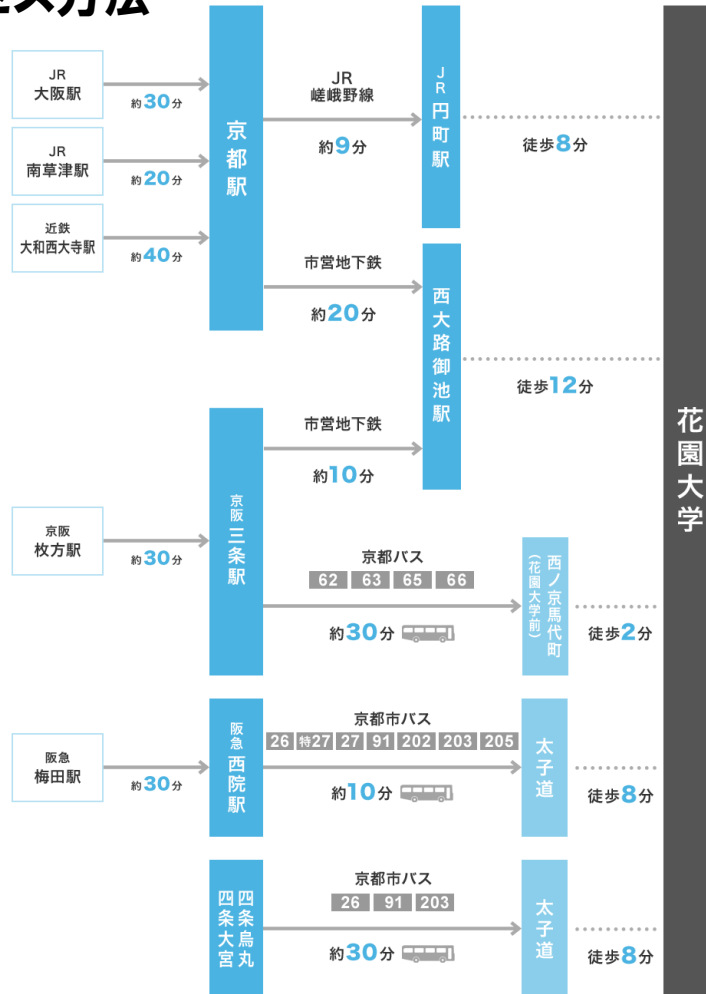 セス方法
JR
大阪駅
約30分
JR
南草津駅
約20分
近鉄
大和西大寺駅
約40分
京都駅
JR
嵯峨野線
約9分
JR円町駅
徒歩8分
市営地下鉄
約20分
西大路御池駅
徒歩12分
市営地下鉄
約10分
京阪
枚方駅
約30分
京阪三条駅
京都バス
62 63 65 66
約30分
西ノ京馬代町
(花園大学前)
徒歩2分
阪急
梅田駅
約30分
阪急西院駅
京都市バス
26 特27 27 91 202 203 205
約10分
太子道
徒歩8分
四条烏丸
四条大宮
京都市バス
26 91 203
約30分
太子道
徒歩8分
花園大学